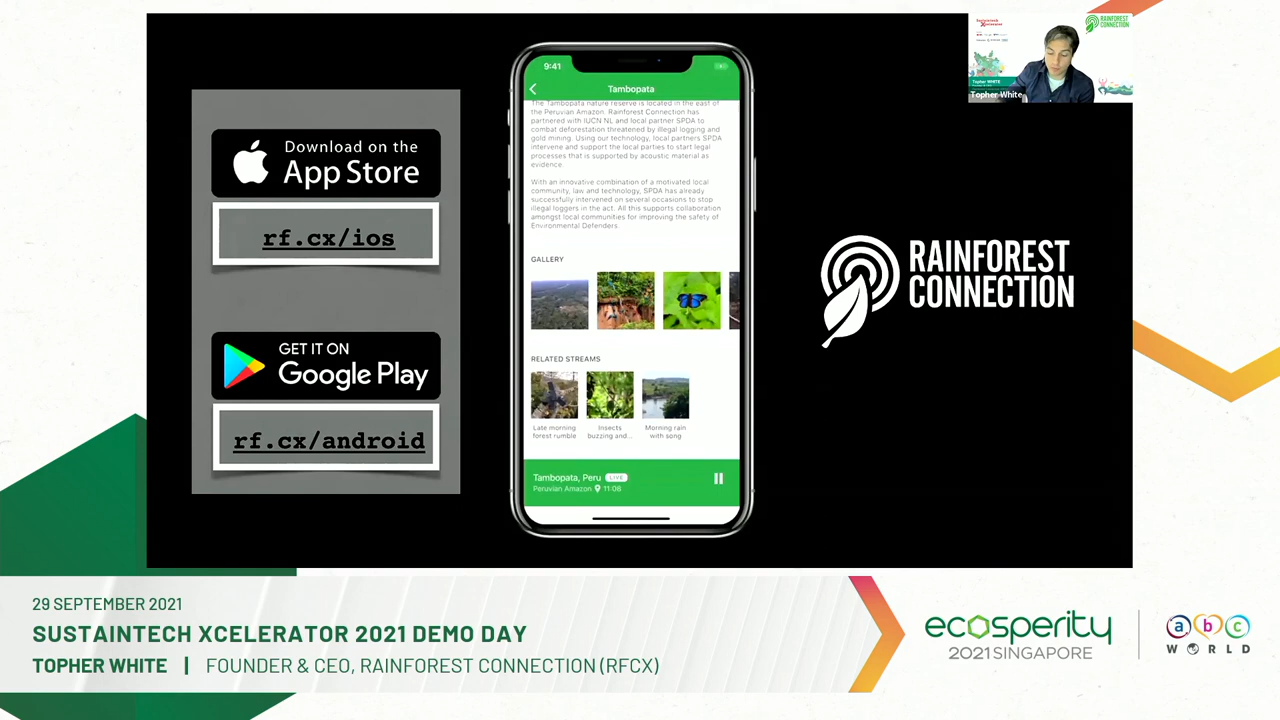 Download on the
App Store
rf.cx/ios
GET IT ON
Google Play
rf.cx/android
9:41
Tambopata
The Tambopata nature reserve is located in the east of
the Peruvian Amazon. Rainforest Connection has
partnered with IUCN NL and local partner SPDA to
combat deforestation threatened by illegal logging and
gold mining. Using our technology, local partners SPDA
intervene and support the local parties to start legal
processes that is supported by acoustic material as
evidence.
With an innovative combination of a motivated local
community, law and technology, SPDA has already
successfully intervened on several occasions to stop
illegal loggers in the act. All this supports collaboration
amongst local communities for improving the safety of
Environmental Defenders.
GALLERY
RELATED STREAMS
Late morning
forest rumble
Insects
buzzing and...
Morning rain
with song
Tambopata, Peru LIVE
Peruvian Amazon 11:06
RAINFOREST
CONNECTION
RAINFOREST
CONNECTION
Topher WHITE
Topher White
29 SEPTEMBER 2021
SUSTAINTECH XCELERATOR 2021 DEMO DAY
TOPHER WHITE | FOUNDER & CEO, RAINFOREST CONNECTION (RFCX)
ecosperity
2021 SINGAPORE
abc
WORLD